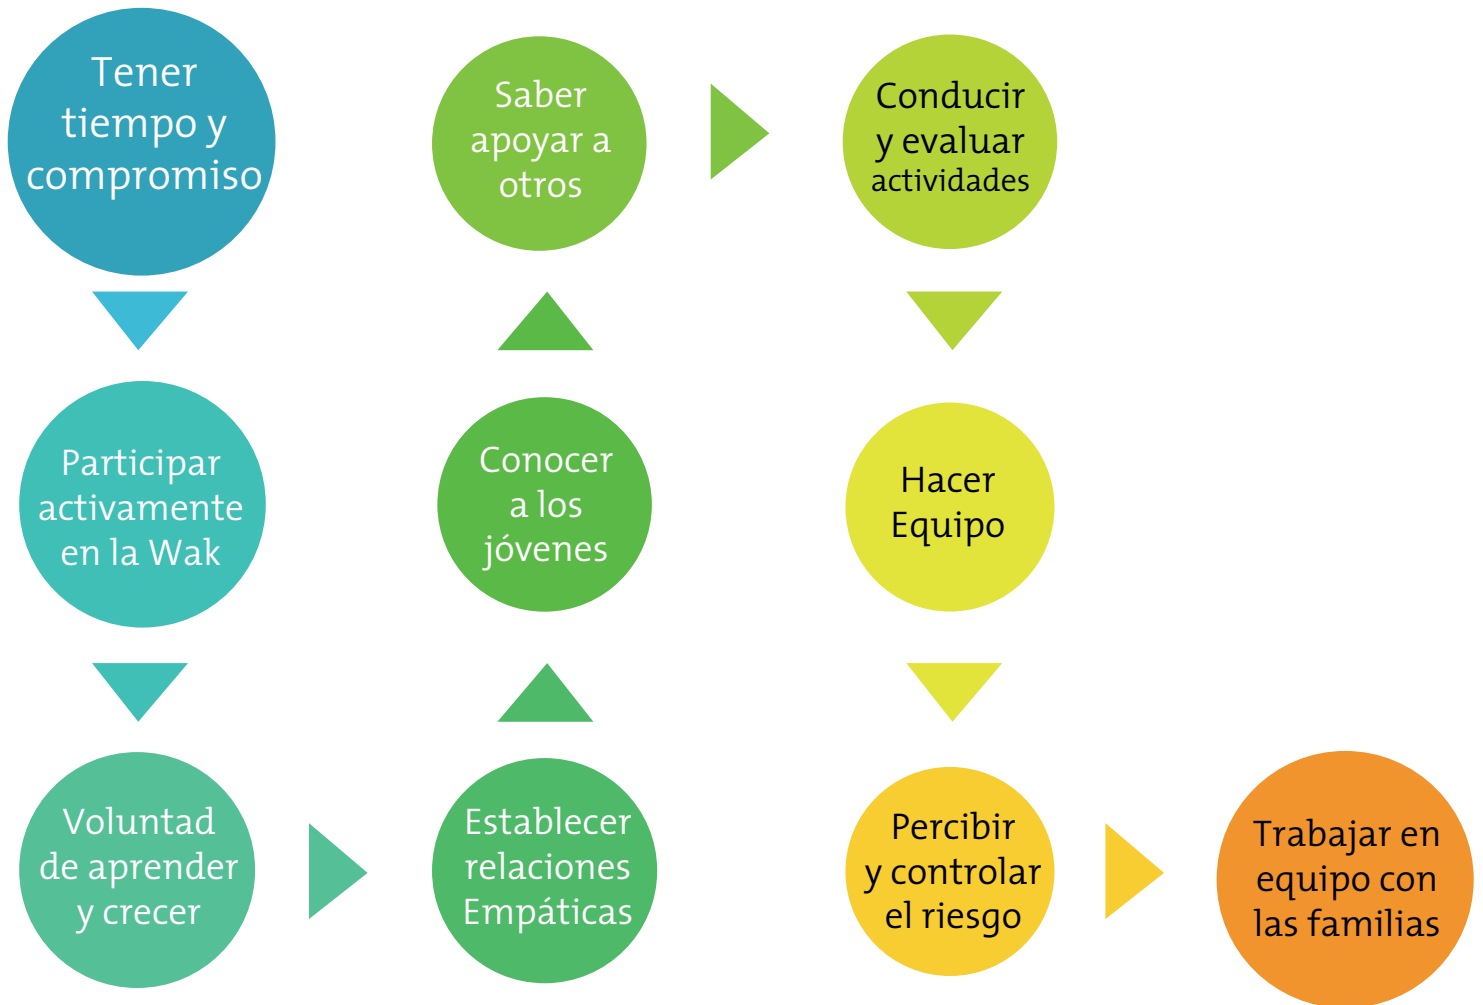 Tener
tiempo y
compromiso
Participar
activamente
en la Wak
Voluntad
de aprender
y crecer
Establecer
relaciones
Empáticas
Conocer
a los
jóvenes
Saber
apoyar a
otros
Conducir
y evaluar
actividades
Hacer
Equipo
Percibir
y controlar
el riesgo
Trabajar en
equipo con
las familias